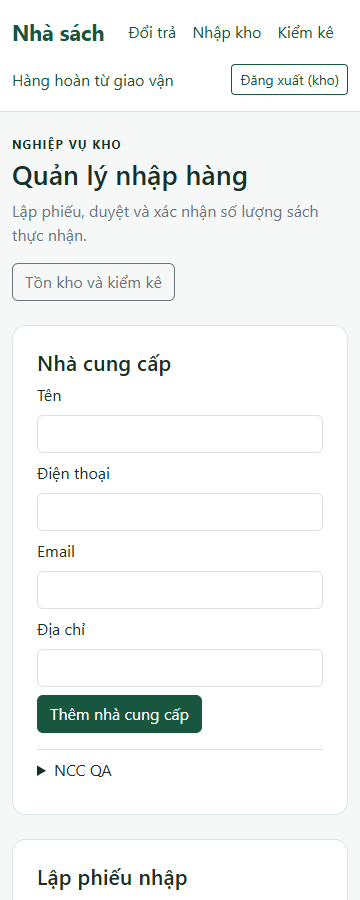 Nhà sách Đổi trả Nhập kho Kiểm kê
Hàng hoàn từ giao vận Đăng xuất (kho)
NGHIỆP VỤ KHO
Quản lý nhập hàng
Lập phiếu, duyệt và xác nhận số lượng sách
thực nhận.
Tồn kho và kiểm kê
Nhà cung cấp
Tên
Điện thoại
Email
Địa chỉ
Thêm nhà cung cấp
NCC QA
Lập phiếu nhập